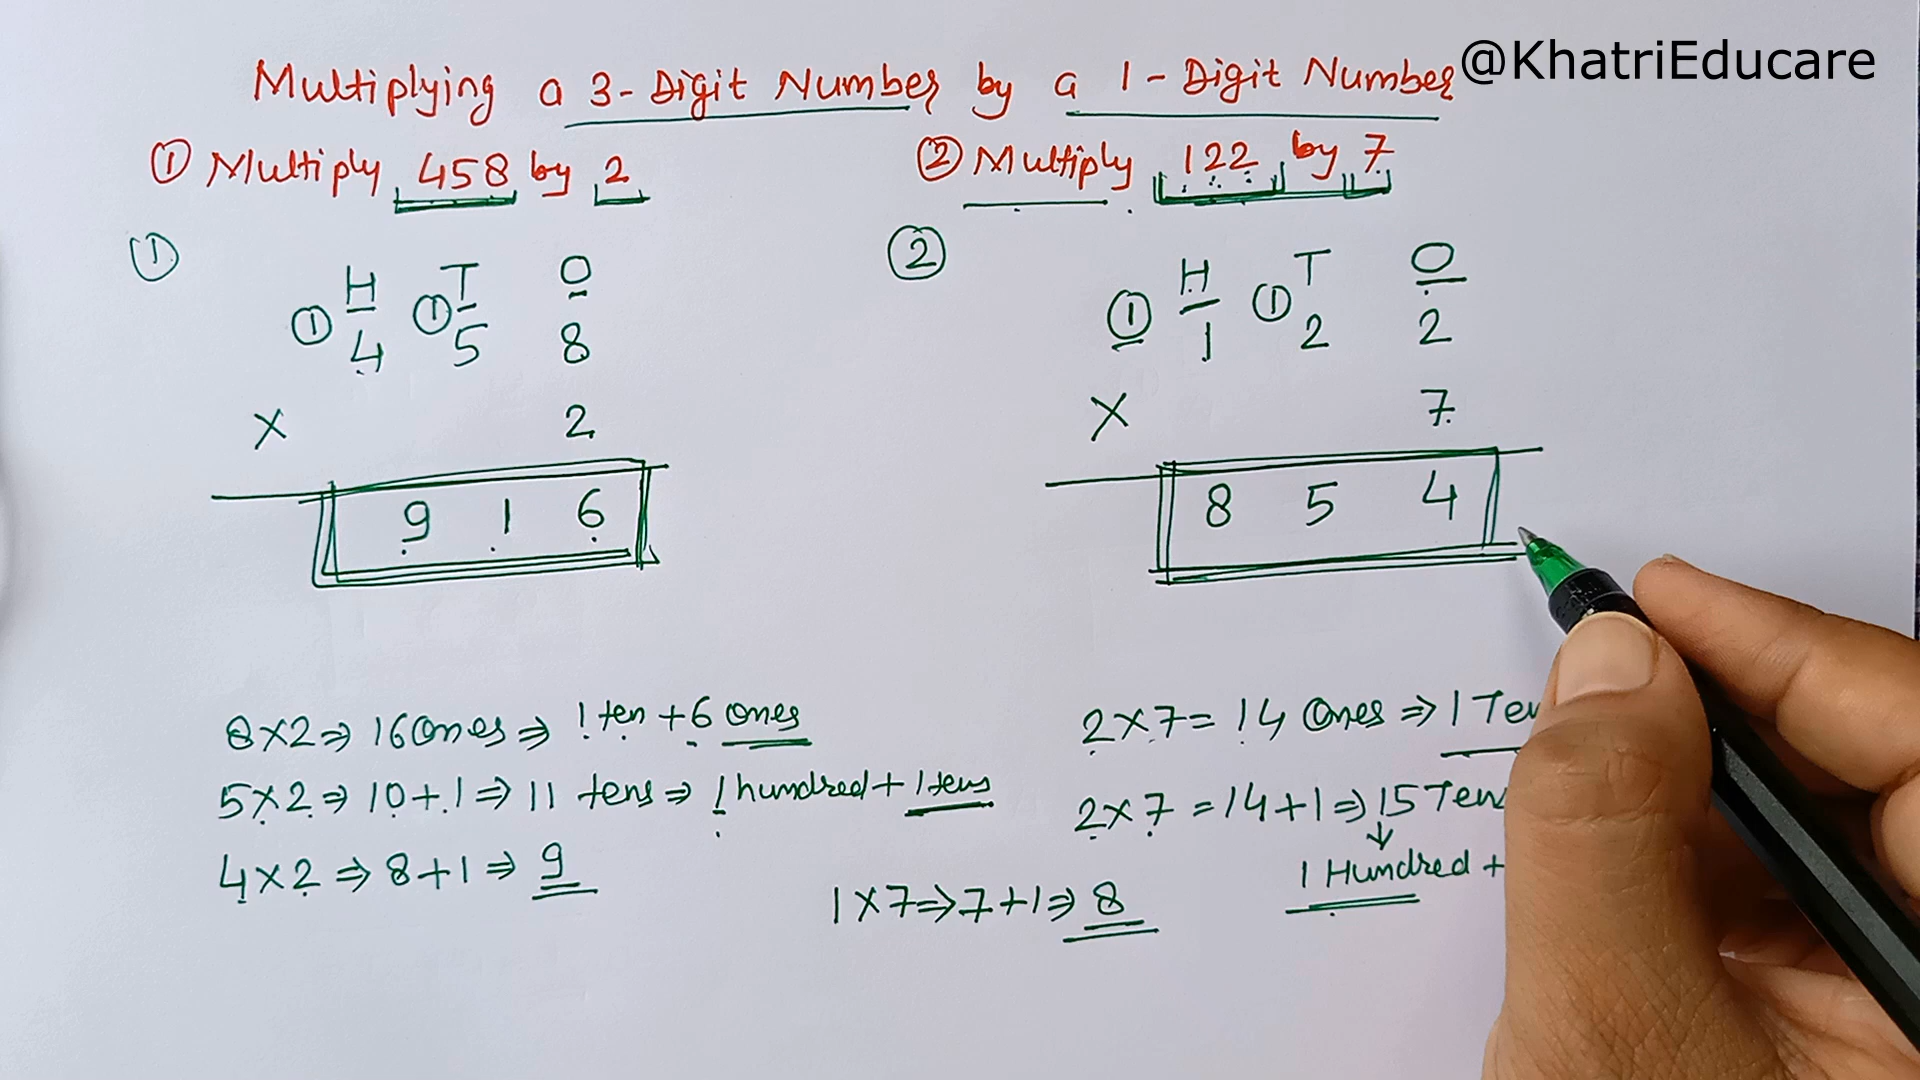 @KhatriEducare
Multiplying a 3-Digit Number by a 1-Digit Number
① Multiply 458 by 2
① H T O
① 4 ① 5 8
× 2
9 1 6
8×2⇒16 Ones⇒ 1 ten + 6 ones
5×2⇒10+1⇒11 tens⇒ 1 hundred + 1 tens
4×2⇒8+1⇒9
② Multiply 122 by 7
② H T O
① 1 ① 2 2
× 7
8 5 4
2×7=14 Ones⇒1 Ten
2×7=14+1⇒15 Tens
↓
1 Hundred +
1×7⇒7+1⇒8